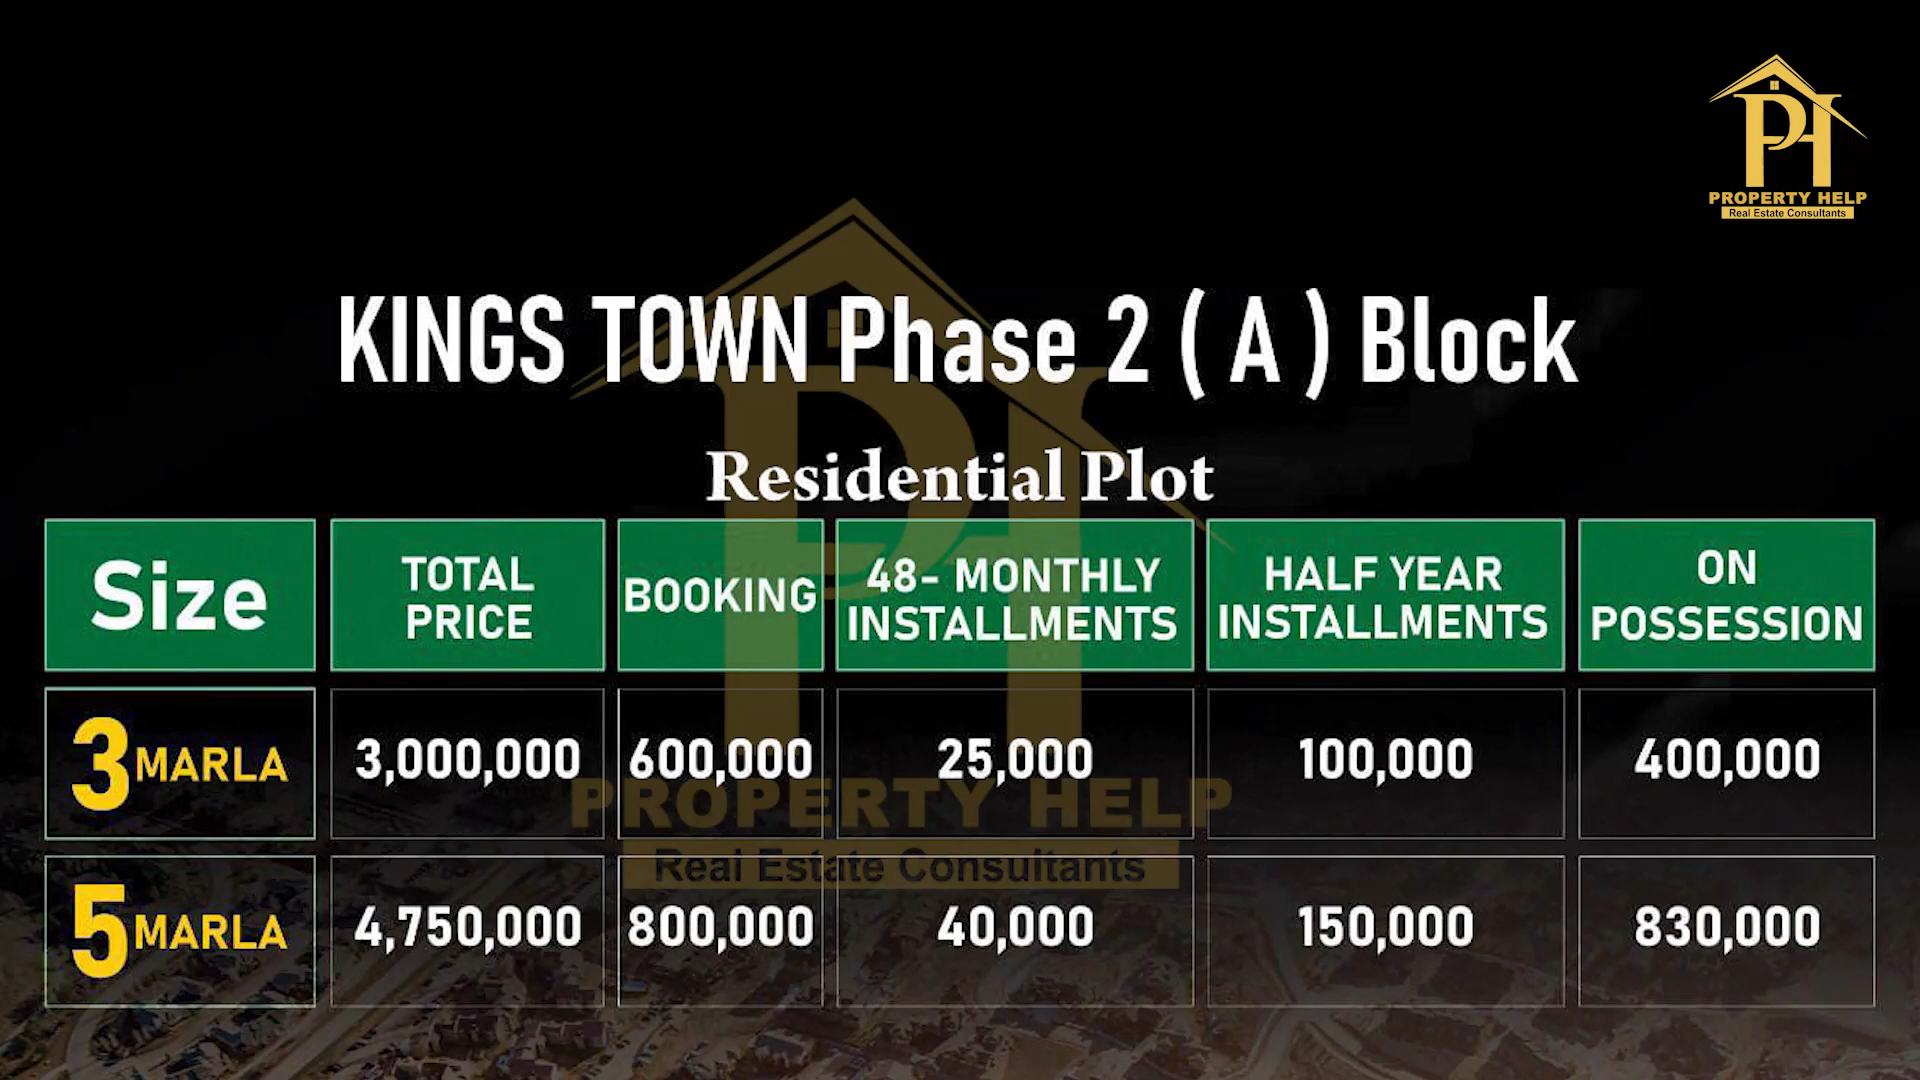 PH
PROPERTY HELP
Real Estate Consultants
KINGS TOWN Phase 2 ( A ) Block
Residential Plot
Size TOTAL PRICE BOOKING 48- MONTHLY INSTALLMENTS HALF YEAR INSTALLMENTS ON POSSESSION
3 MARLA 3,000,000 600,000 25,000 100,000 400,000
PROPERTY HELP
Real Estate Consultants
5 MARLA 4,750,000 800,000 40,000 150,000 830,000